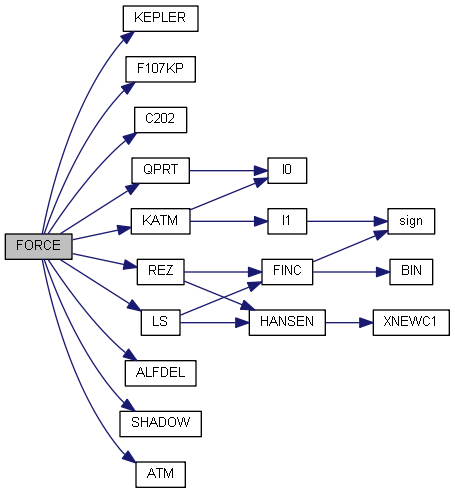 KEPLER
F107KP
C202
QPRT
I0
KATM
I1
sign
FORCE
REZ
FINC
BIN
LS
HANSEN
XNEWC1
ALFDEL
SHADOW
ATM